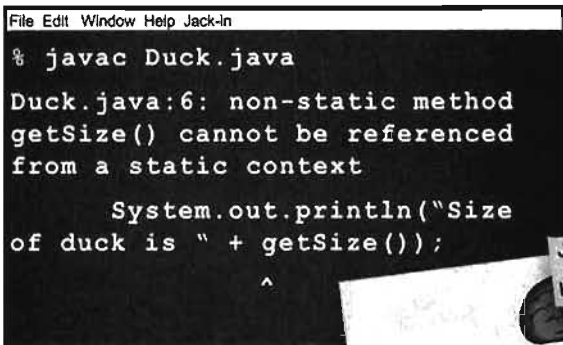 File Edit Window Help Jack-in
% javac Duck.java
Duck.java:6: non-static method
getSize() cannot be referenced
from a static context
System.out.println("Size
of duck is " + getSize());
^